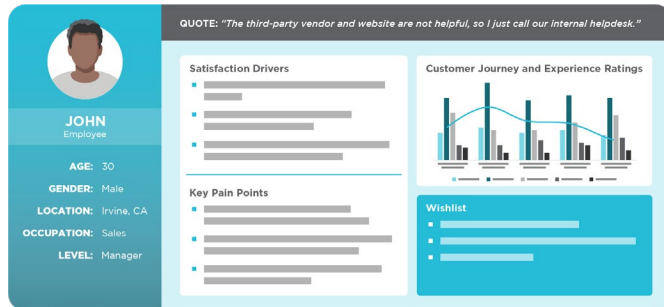 QUOTE: “The third-party vendor and website are not helpful, so I just call our internal helpdesk.”
JOHN
Employee
AGE: 30
GENDER: Male
LOCATION: Irvine, CA
OCCUPATION: Sales
LEVEL: Manager
Satisfaction Drivers
Key Pain Points
Customer Journey and Experience Ratings
Wishlist